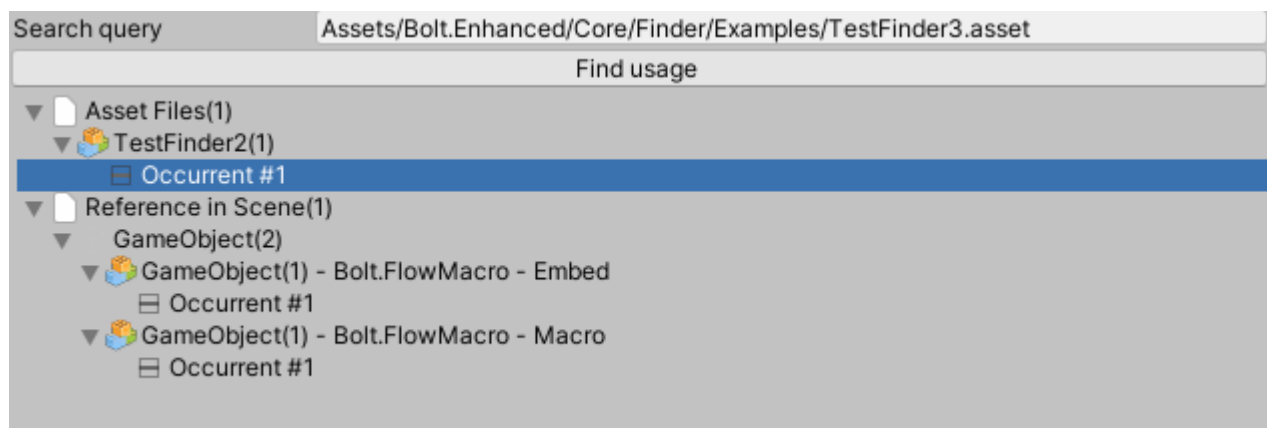 Search query Assets/Bolt.Enhanced/Core/Finder/Examples/TestFinder3.asset
Find usage
Asset Files(1)
TestFinder2(1)
Occurrent #1
Reference in Scene(1)
GameObject(2)
GameObject(1) - Bolt.FlowMacro - Embed
Occurrent #1
GameObject(1) - Bolt.FlowMacro - Macro
Occurrent #1